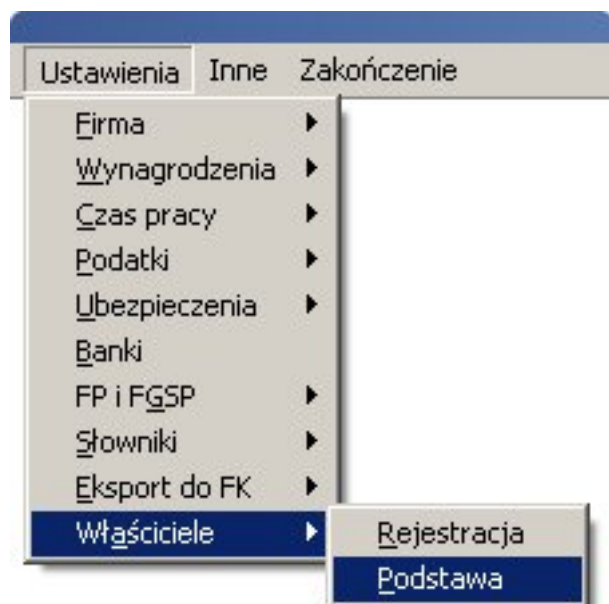 Ustawienia Inne Zakończenie
Firma
Wynagrodzenia
Czas pracy
Podatki
Ubezpieczenia
Banki
FP i FGSP
Słowniki
Eksport do FK
Właściciele
Rejestracja
Podstawa